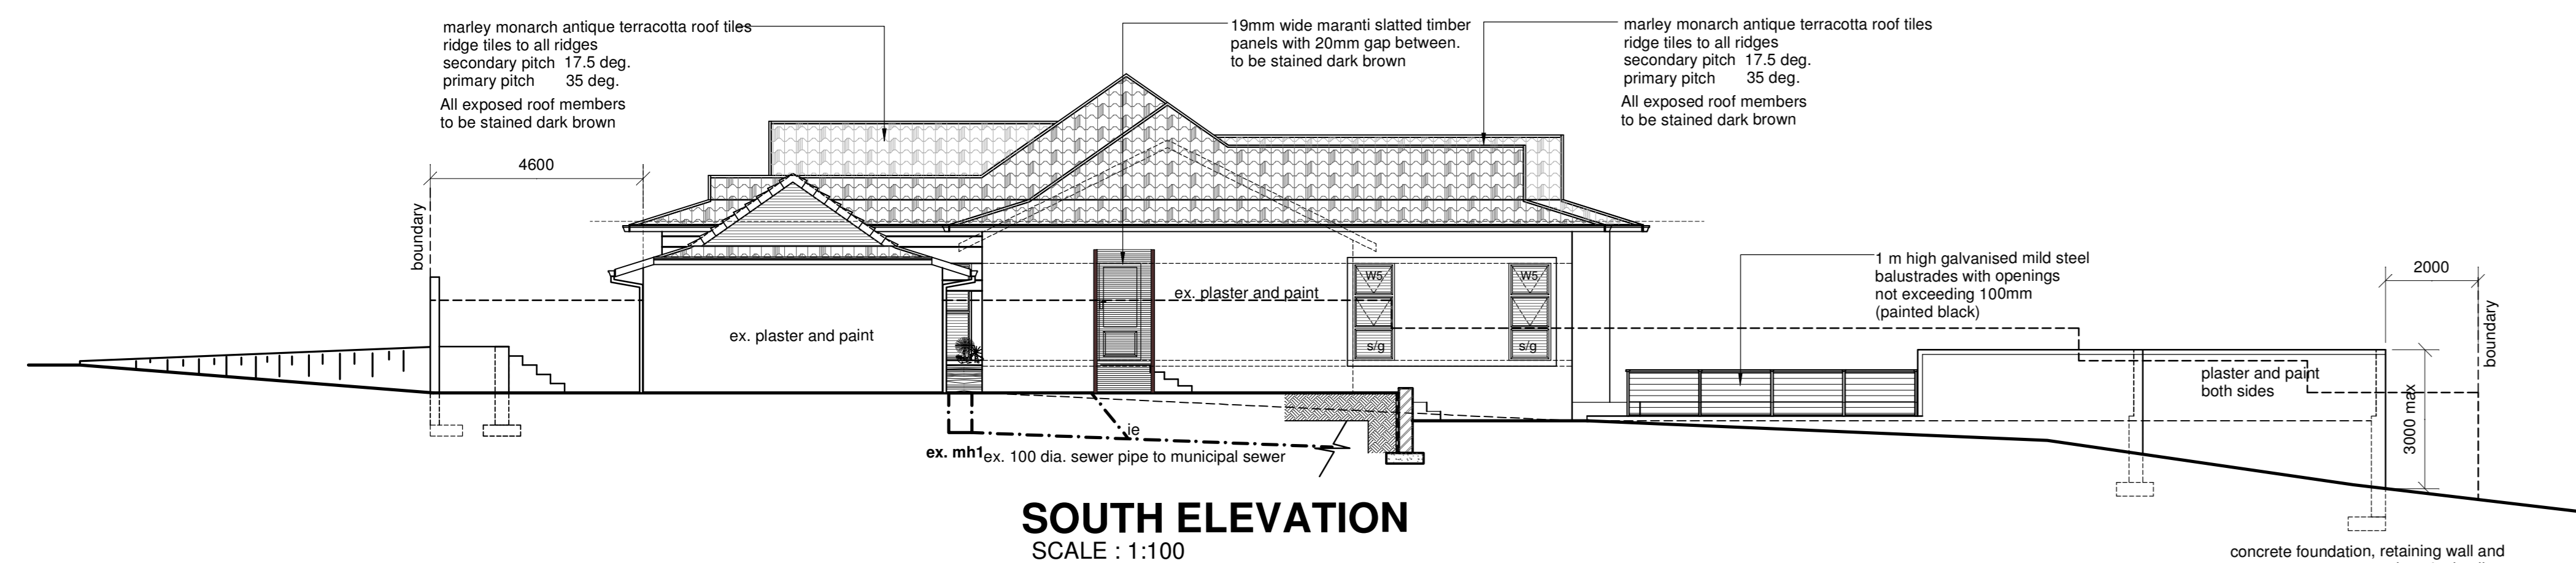 marley monarch antique terracotta roof tiles
ridge tiles to all ridges
secondary pitch 17.5 deg.
primary pitch 35 deg.
All exposed roof members
to be stained dark brown
19mm wide maranti slatted timber
panels with 20mm gap between.
to be stained dark brown
marley monarch antique terracotta roof tiles
ridge tiles to all ridges
secondary pitch 17.5 deg.
primary pitch 35 deg.
All exposed roof members
to be stained dark brown
4600
boundary
1 m high galvanised mild steel
balustrades with openings
not exceeding 100mm
(painted black)
2000
boundary
W5
W5
ex. plaster and paint
ex. plaster and paint
s/g
s/g
plaster and paint
both sides
3000 max
ie
ex. mh1
ex. 100 dia. sewer pipe to municipal sewer
SOUTH ELEVATION
SCALE : 1:100
concrete foundation, retaining wall and